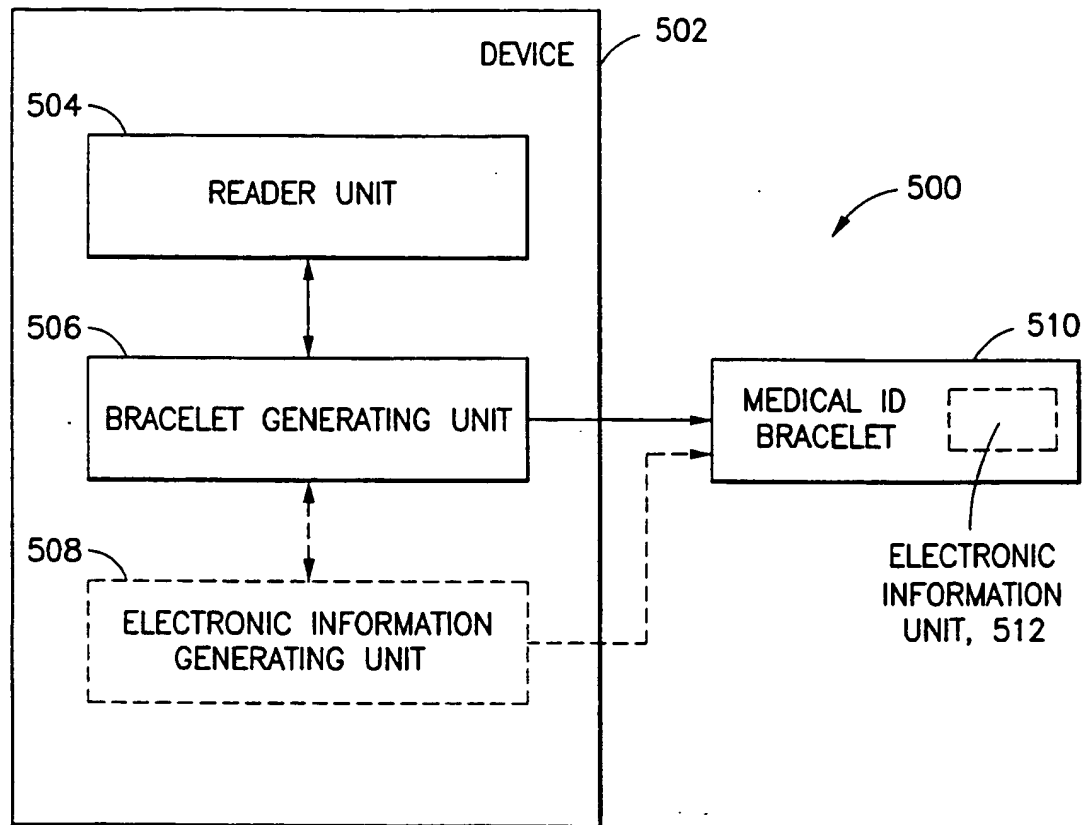 DEVICE
502
504
READER UNIT
500
506
BRACELET GENERATING UNIT
510
MEDICAL ID
BRACELET
508
ELECTRONIC INFORMATION
GENERATING UNIT
ELECTRONIC
INFORMATION
UNIT, 512